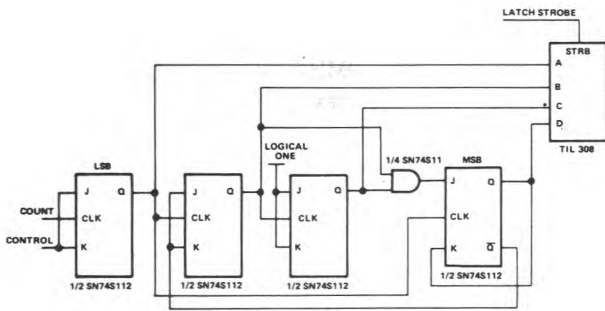 LATCH STROBE
STRB
A
B
C
D
TIL 308
LOGICAL
ONE
1/4 SN74S11
LSB
MSB
J
Q
CLK
K
J
Q
CLK
K
J
Q
CLK
K
J
Q
CLK
K
Q̅
COUNT
CONTROL
1/2 SN74S112
1/2 SN74S112
1/2 SN74S112
1/2 SN74S112